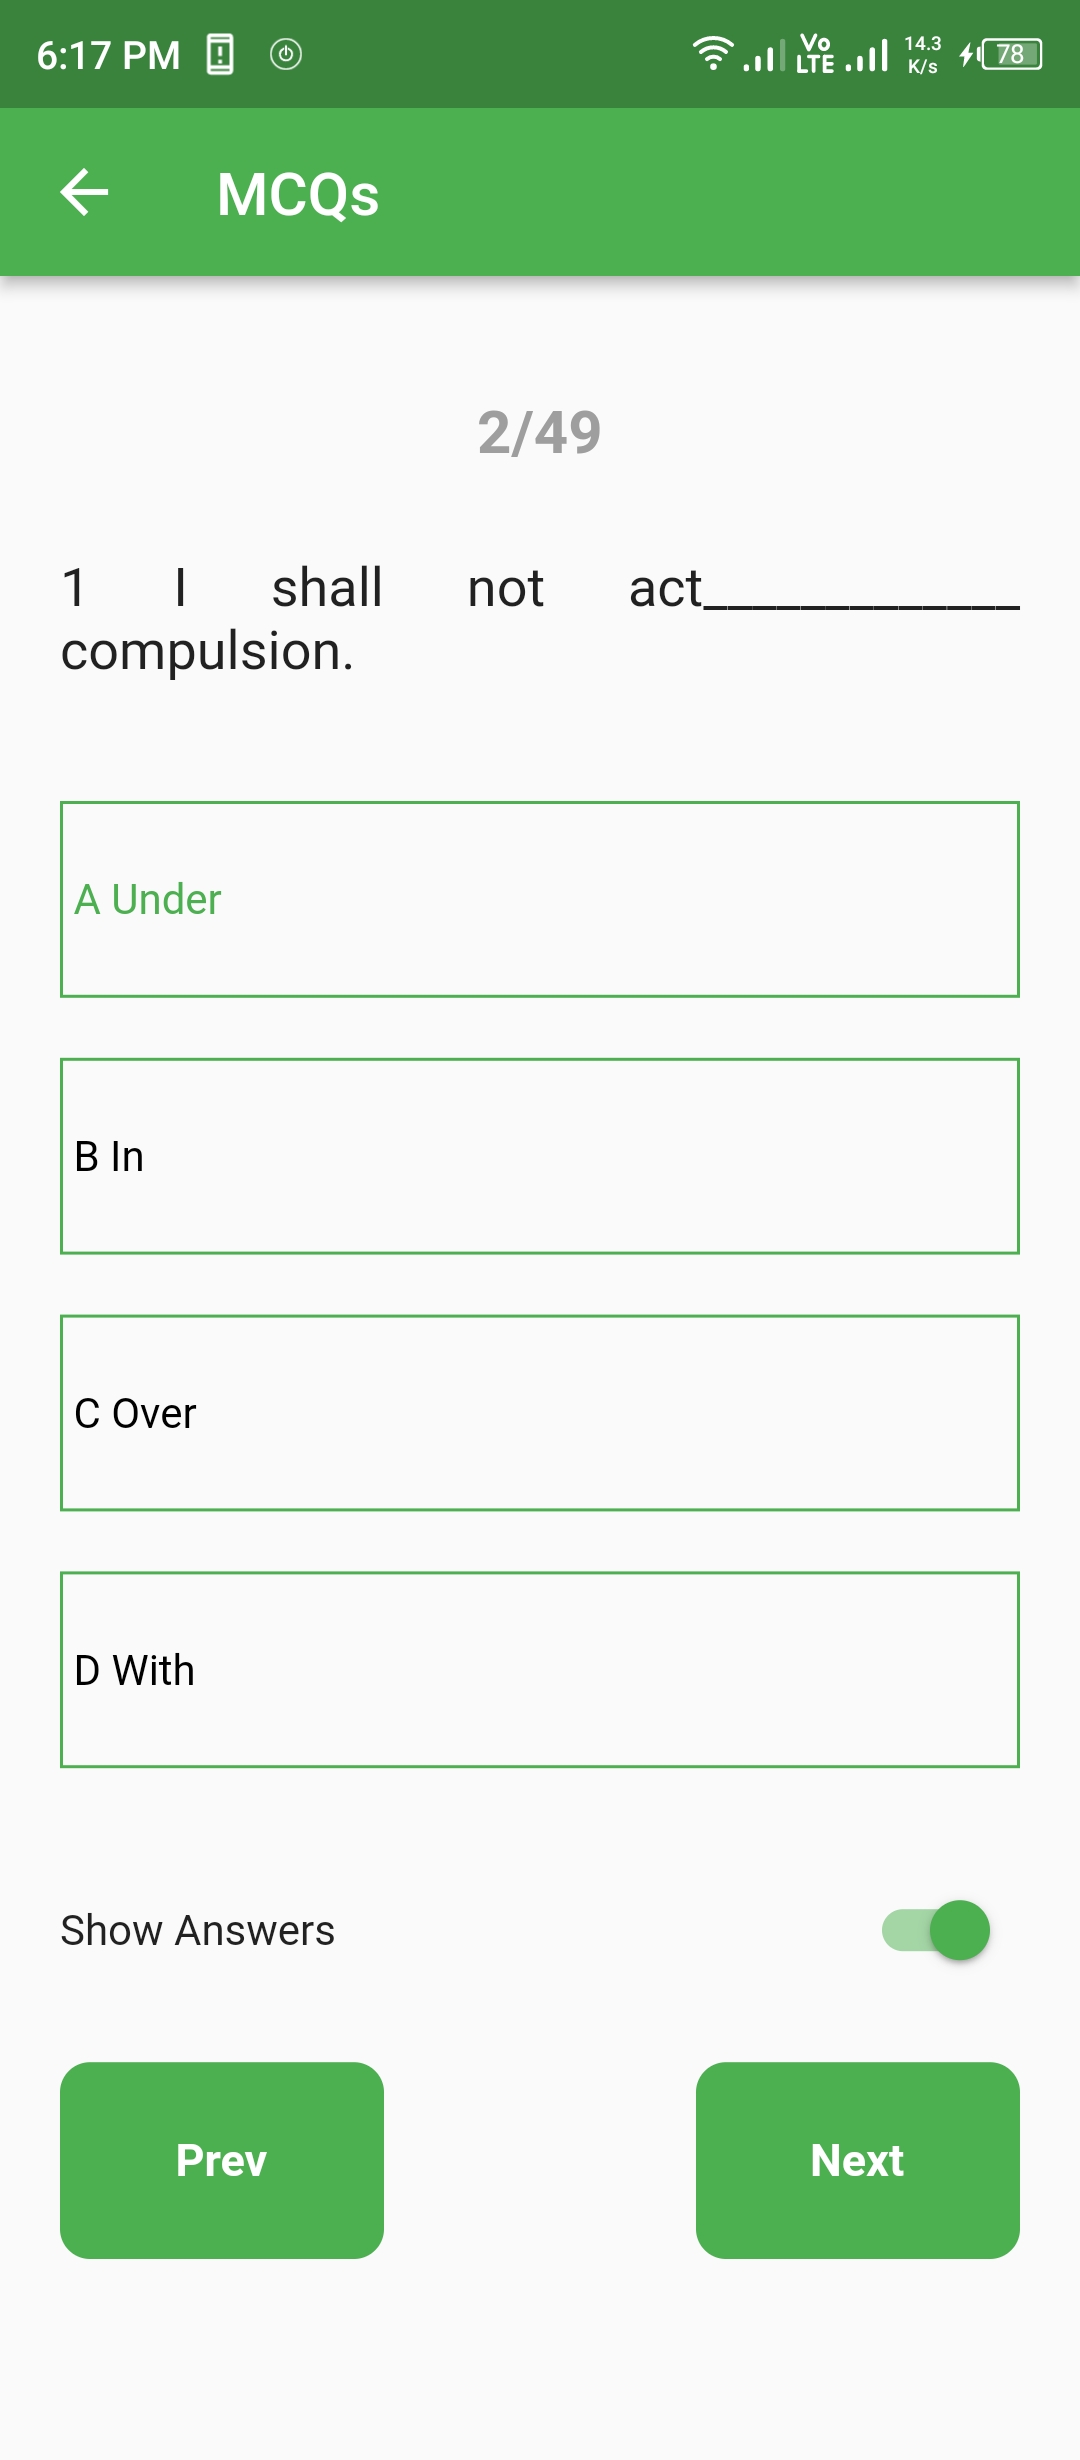 6:17 PM Vo LTE 14.3 K/s 78
MCQs
2/49
1 I shall not act_____________
compulsion.
A Under
B In
C Over
D With
Show Answers
Prev Next